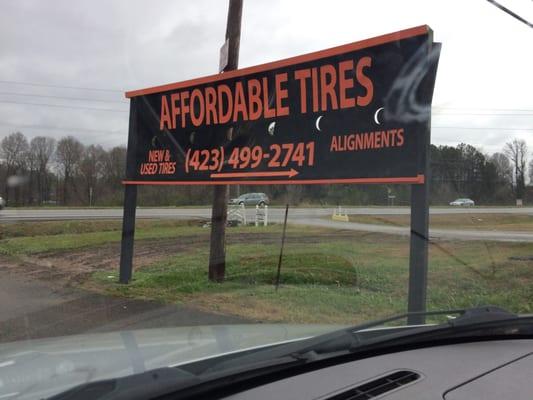 AFFORDABLE TIRES
NEW &
USED TIRES
(423) 499-2741
ALIGNMENTS